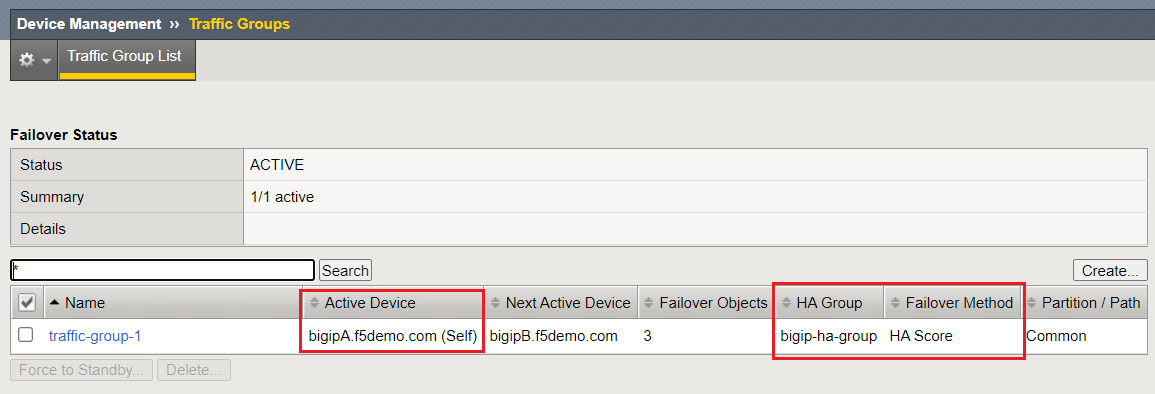 Device Management ›› Traffic Groups
Traffic Group List
Failover Status
Status ACTIVE
Summary 1/1 active
Details
* Search Create...
Name Active Device Next Active Device Failover Objects HA Group Failover Method Partition / Path
traffic-group-1 bigipA.f5demo.com (Self) bigipB.f5demo.com 3 bigip-ha-group HA Score Common
Force to Standby... Delete...